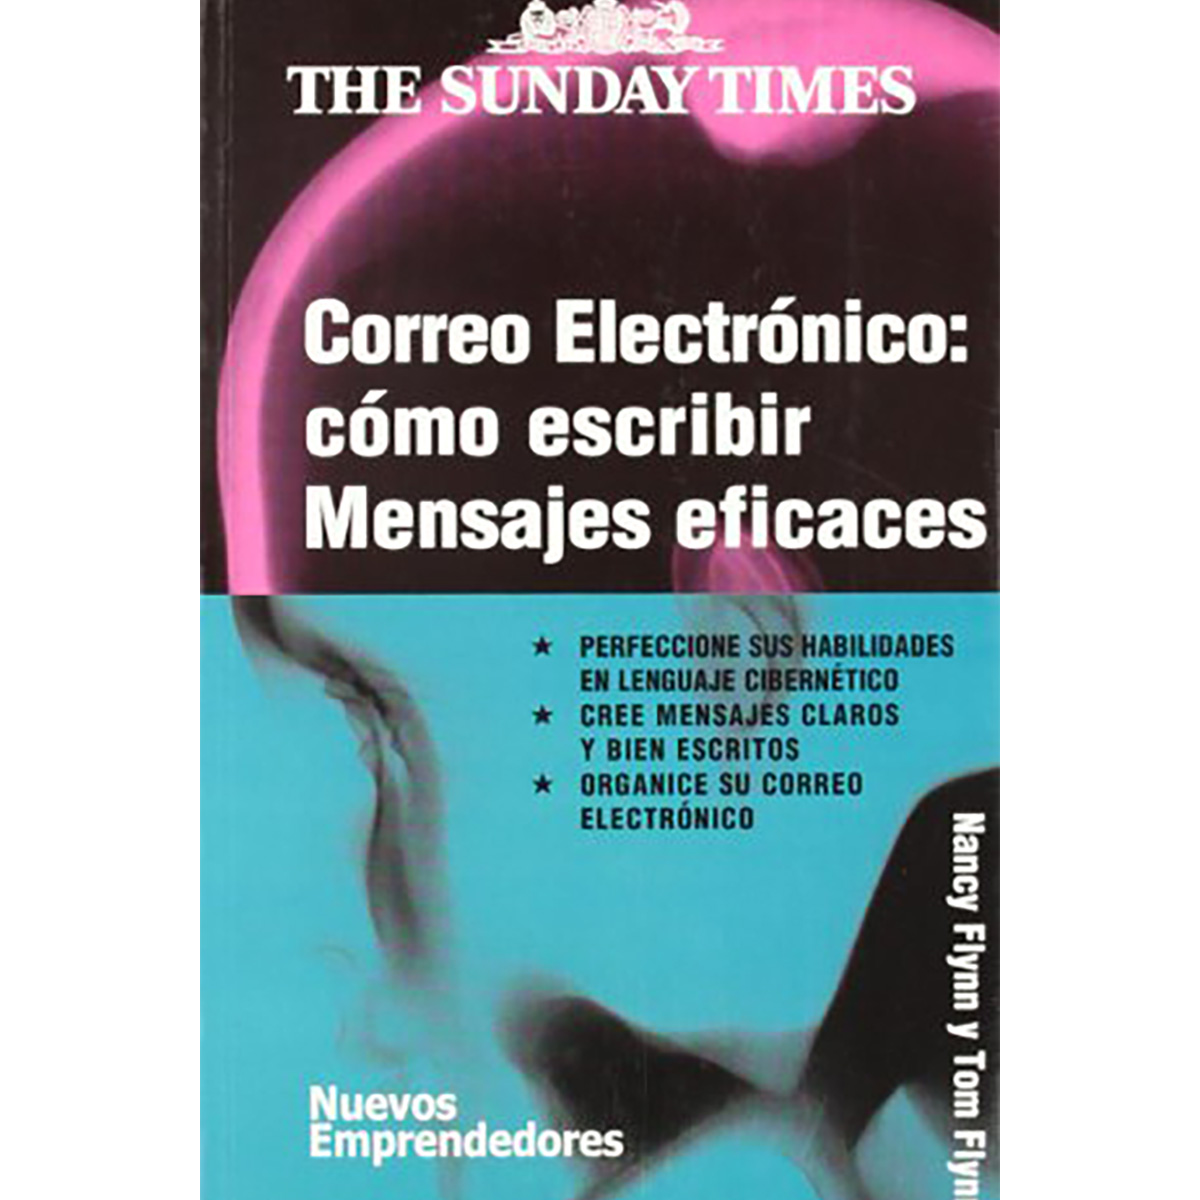 THE SUNDAY TIMES
Correo Electrónico:
cómo escribir
Mensajes eficaces
★ PERFECCIONE SUS HABILIDADES
EN LENGUAJE CIBERNÉTICO
★ CREE MENSAJES CLAROS
Y BIEN ESCRITOS
★ ORGANICE SU CORREO
ELECTRÓNICO
Nancy Flynn y Tom Flyn
Nuevos
Emprendedores